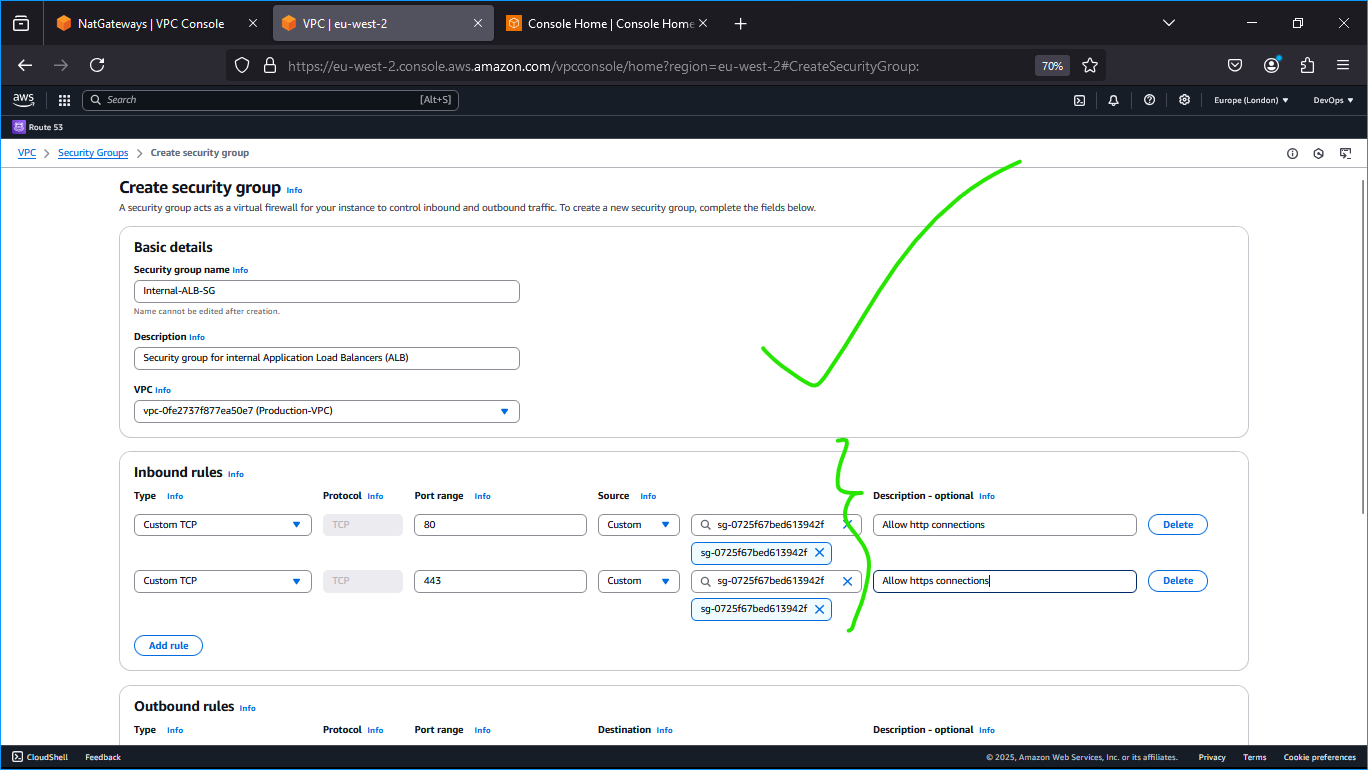 NatGateways | VPC Console
VPC | eu-west-2
Console Home | Console Home
https://eu-west-2.console.aws.amazon.com/vpcconsole/home?region=eu-west-2#CreateSecurityGroup:
70%
aws
Search
[Alt+S]
Europe (London)
DevOps
Route 53
VPC
Security Groups
Create security group
Create security group Info
A security group acts as a virtual firewall for your instance to control inbound and outbound traffic. To create a new security group, complete the fields below.
Basic details
Security group name Info
Internal-ALB-SG
Name cannot be edited after creation.
Description Info
Security group for internal Application Load Balancers (ALB)
VPC Info
vpc-0fe2737f877ea50e7 (Production-VPC)
Inbound rules Info
Type Info Protocol Info Port range Info Source Info Description - optional Info
Custom TCP TCP 80 Custom sg-0725f67bed613942f Allow http connections Delete
sg-0725f67bed613942f
Custom TCP TCP 443 Custom sg-0725f67bed613942f Allow https connections Delete
sg-0725f67bed613942f
Add rule
Outbound rules Info
Type Info Protocol Info Port range Info Destination Info Description - optional Info
CloudShell Feedback © 2025, Amazon Web Services, Inc. or its affiliates. Privacy Terms Cookie preferences